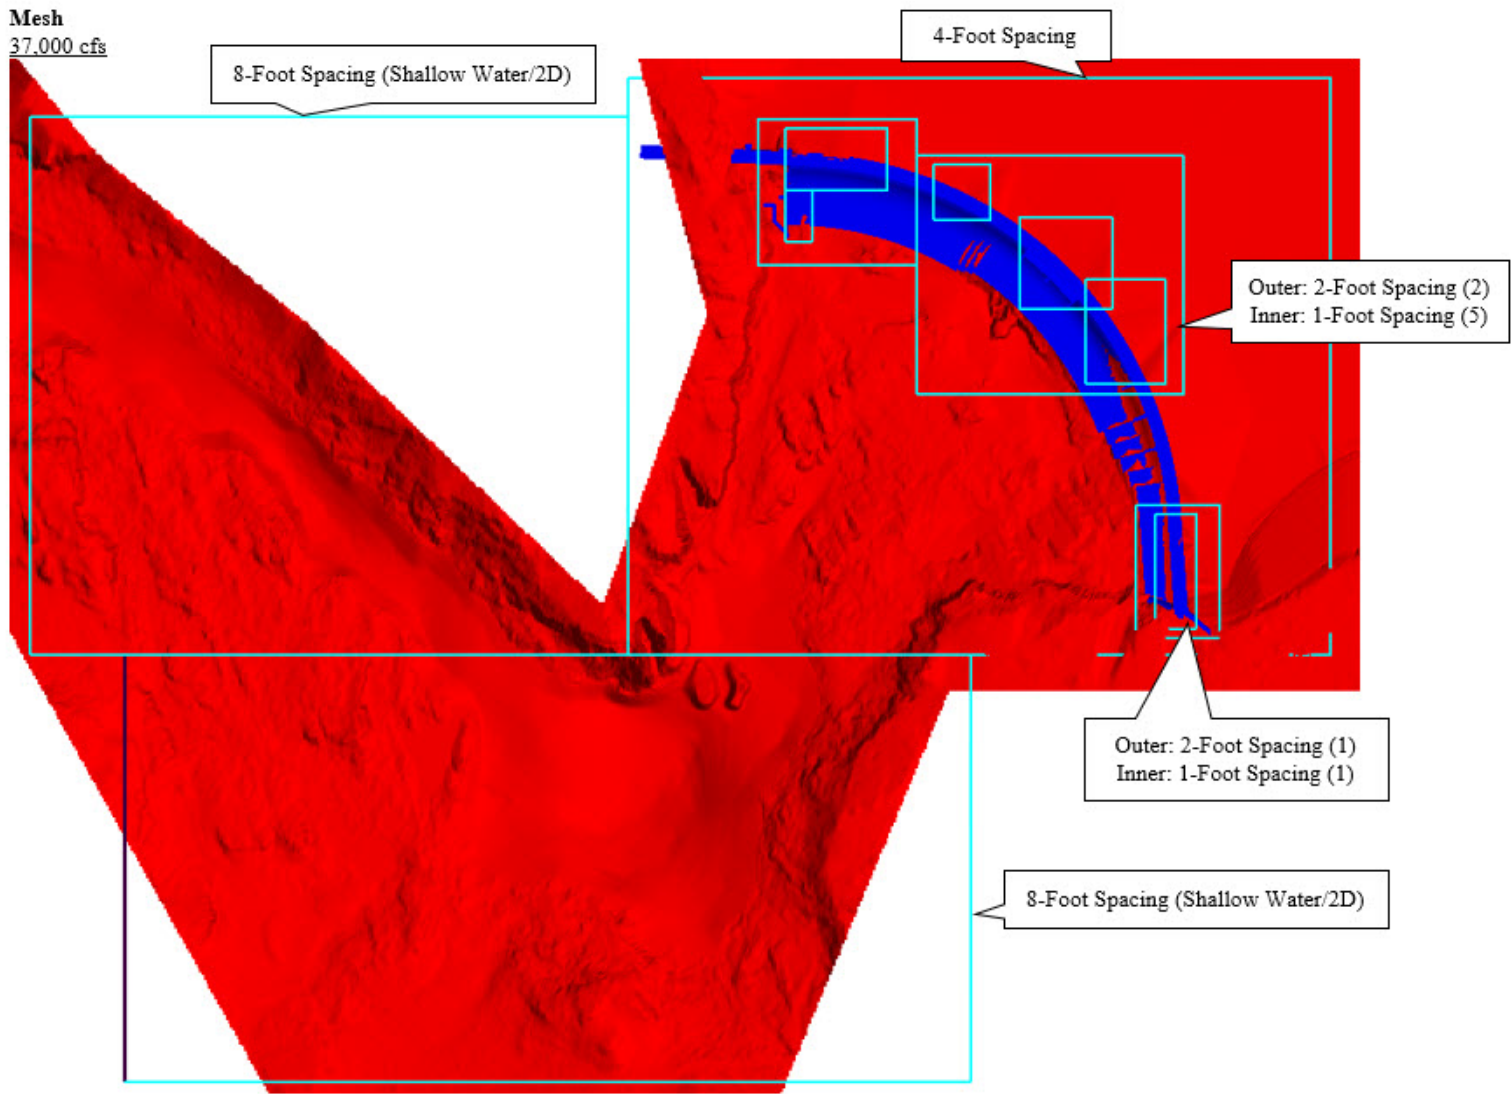 Mesh
37,000 cfs
8-Foot Spacing (Shallow Water/2D)
4-Foot Spacing
Outer: 2-Foot Spacing (2)
Inner: 1-Foot Spacing (5)
Outer: 2-Foot Spacing (1)
Inner: 1-Foot Spacing (1)
8-Foot Spacing (Shallow Water/2D)